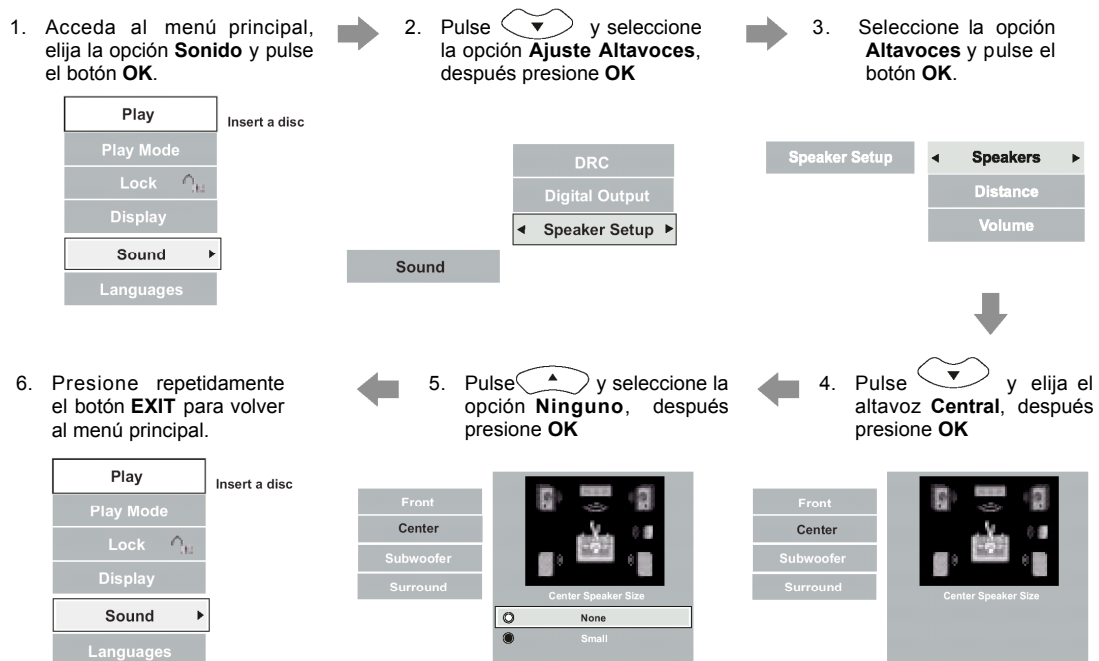 1. Acceda al menú principal,
elija la opción Sonido y pulse
el botón OK.
Play
Insert a disc
Play Mode
Lock
Display
Sound
Languages
2. Pulse y seleccione
la opción Ajuste Altavoces,
después presione OK
DRC
Digital Output
Speaker Setup
Sound
3. Seleccione la opción
Altavoces y pulse el
botón OK.
Speaker Setup
Speakers
Distance
Volume
4. Pulse y elija el
altavoz Central, después
presione OK
Front
Center
Subwoofer
Surround
Center Speaker Size
5. Pulse y seleccione la
opción Ninguno, después
presione OK
Front
Center
Subwoofer
Surround
Center Speaker Size
None
Small
6. Presione repetidamente
el botón EXIT para volver
al menú principal.
Play
Insert a disc
Play Mode
Lock
Display
Sound
Languages